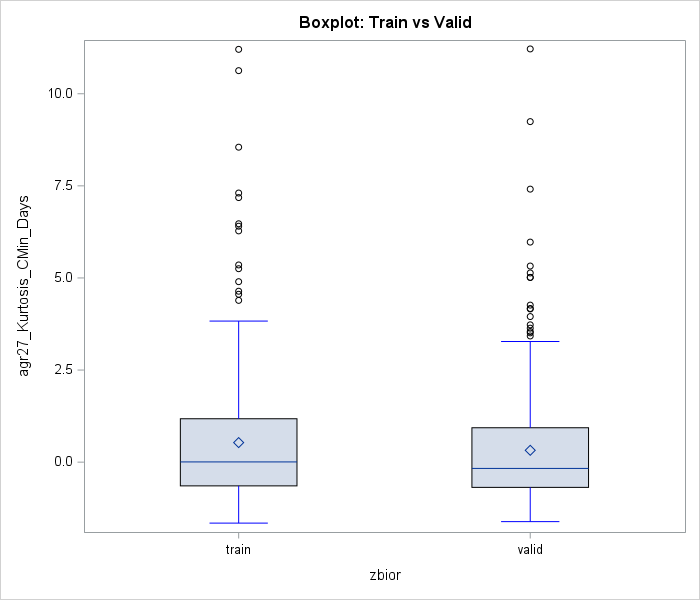 Boxplot: Train vs Valid
agr27_Kurtosis_CMin_Days
10.0
7.5
5.0
2.5
0.0
train
valid
zbior